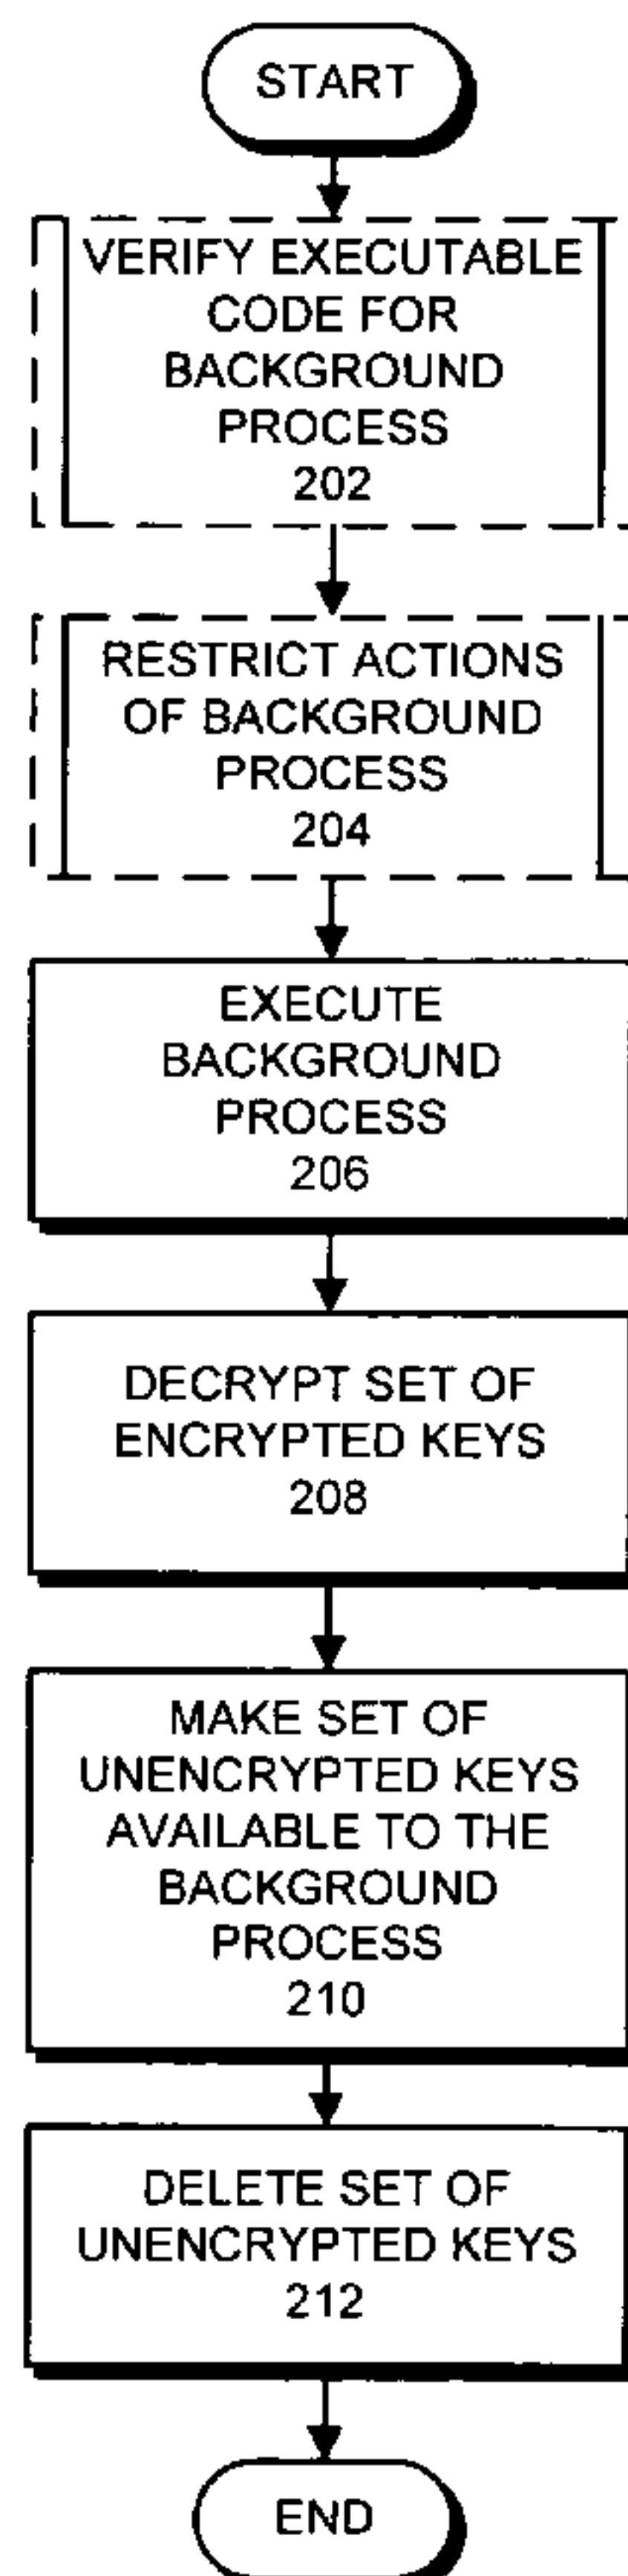 START
VERIFY EXECUTABLE
CODE FOR
BACKGROUND
PROCESS
202
RESTRICT ACTIONS
OF BACKGROUND
PROCESS
204
EXECUTE
BACKGROUND
PROCESS
206
DECRYPT SET OF
ENCRYPTED KEYS
208
MAKE SET OF
UNENCRYPTED KEYS
AVAILABLE TO THE
BACKGROUND
PROCESS
210
DELETE SET OF
UNENCRYPTED KEYS
212
END